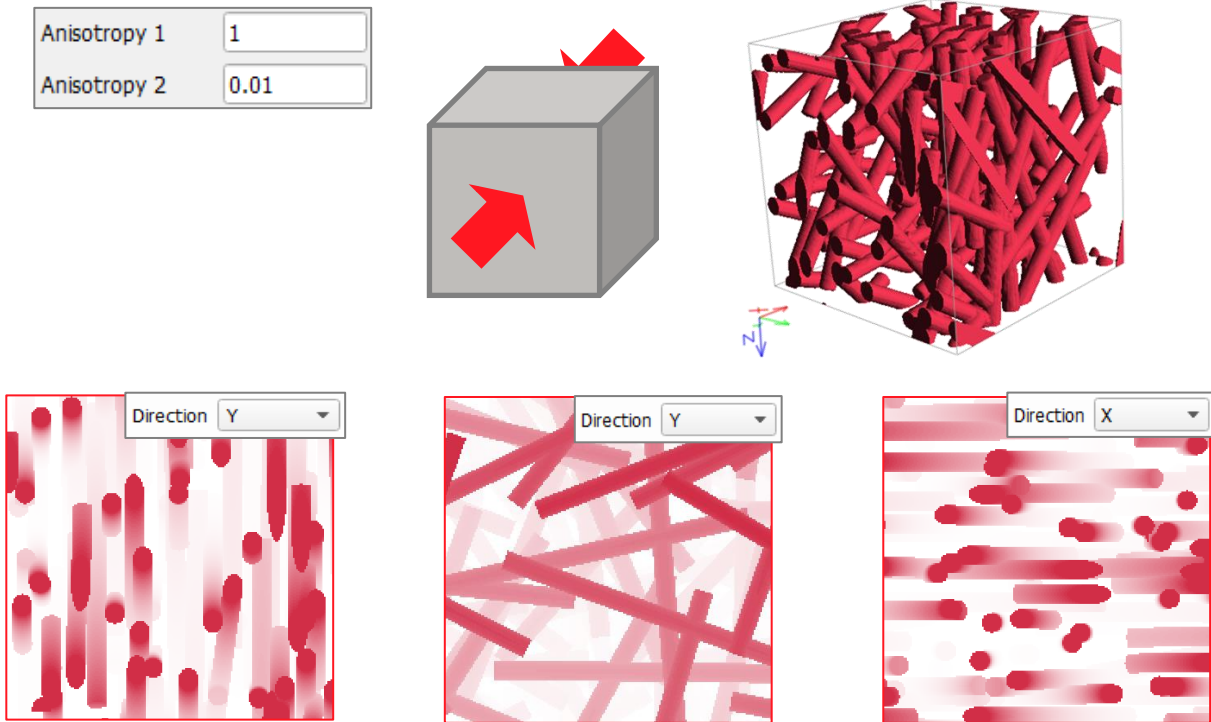 Anisotropy 1 1
Anisotropy 2 0.01
Z
Direction Y
Direction Y
Direction X